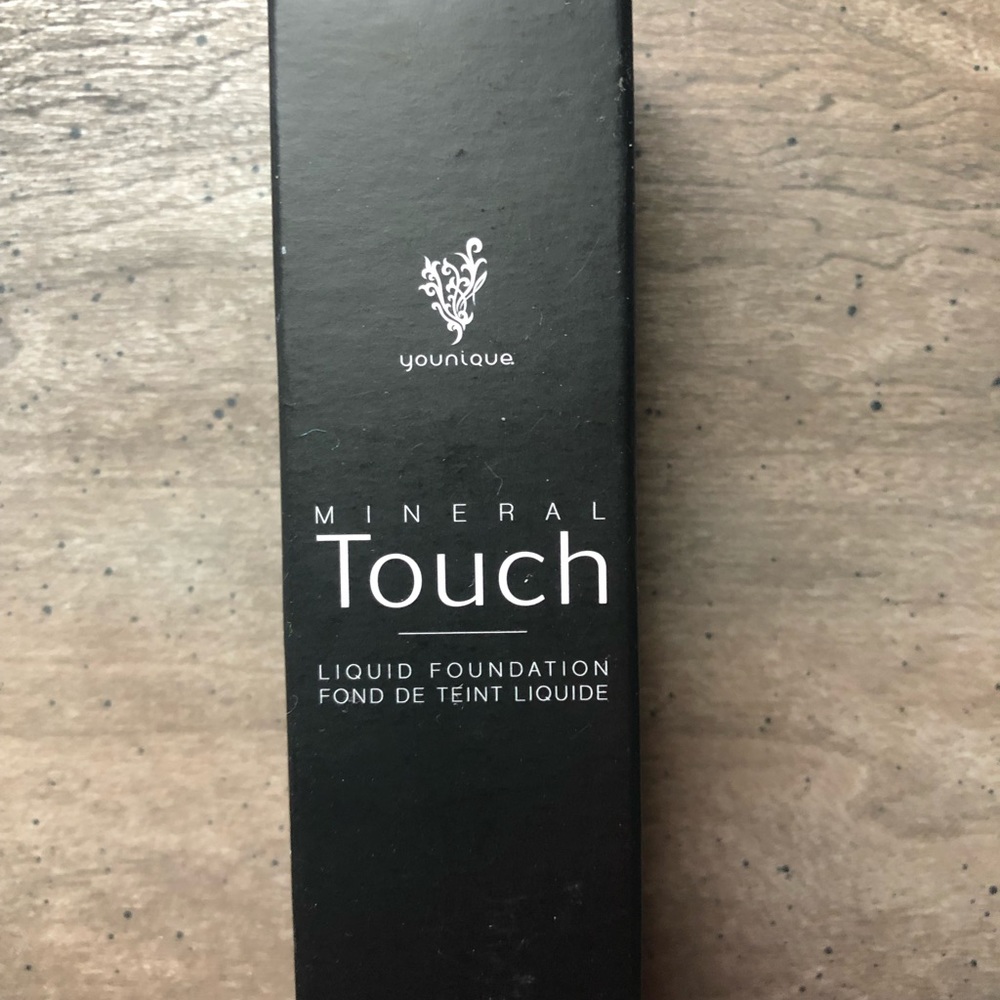 younique
MINERAL
Touch
LIQUID FOUNDATION
FOND DE TEINT LIQUIDE